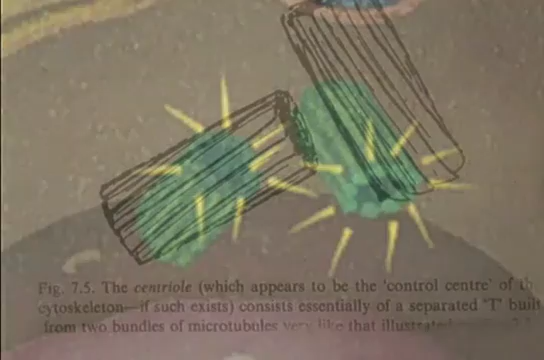 Fig. 7.5. The centriole (which appears to be the 'control centre' of
cytoskeleton—if such exists) consists essentially of a separated 'T' built
from two bundles of microtubules very like that illustrated